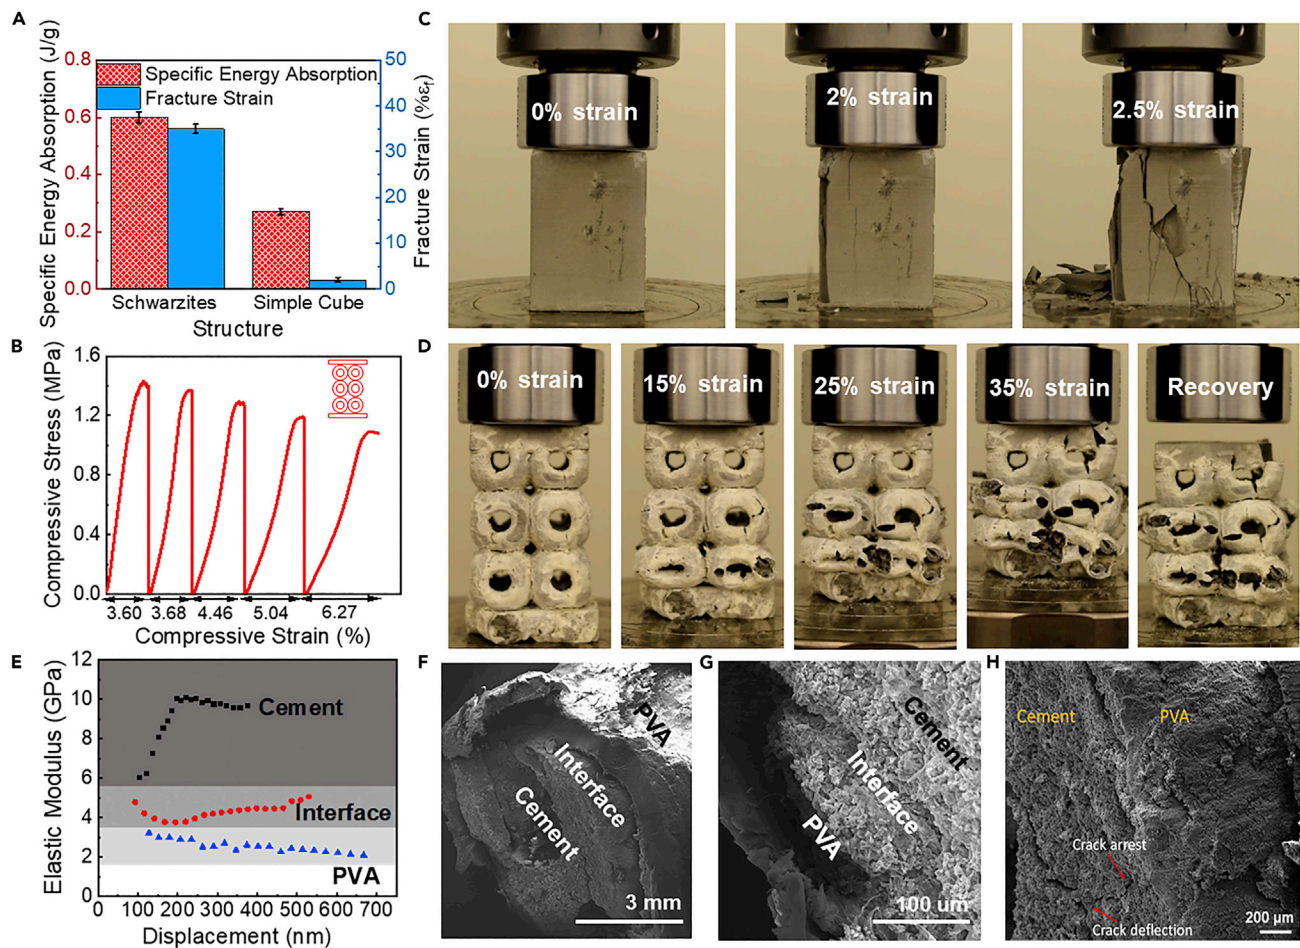 A
Specific Energy Absorption (J/g)
0.8
0.6
0.4
0.2
0.0
Specific Energy Absorption
Fracture Strain
50
40
30
20
10
0
Fracture Strain (%εf)
Schwarzites
Simple Cube
Structure
B
Compressive Stress (MPa)
1.6
1.2
0.8
0.4
0.0
3.60
3.68
4.46
5.04
6.27
Compressive Strain (%)
C
0% strain
2% strain
2.5% strain
D
0% strain
15% strain
25% strain
35% strain
Recovery
E
Elastic Modulus (GPa)
12
10
8
6
4
2
0
Cement
Interface
PVA
0 100 200 300 400 500 600 700
Displacement (nm)
F
PVA
Interface
Cement
3 mm
G
Cement
Interface
PVA
100 um
H
Cement
PVA
Crack arrest
Crack deflection
200 µm